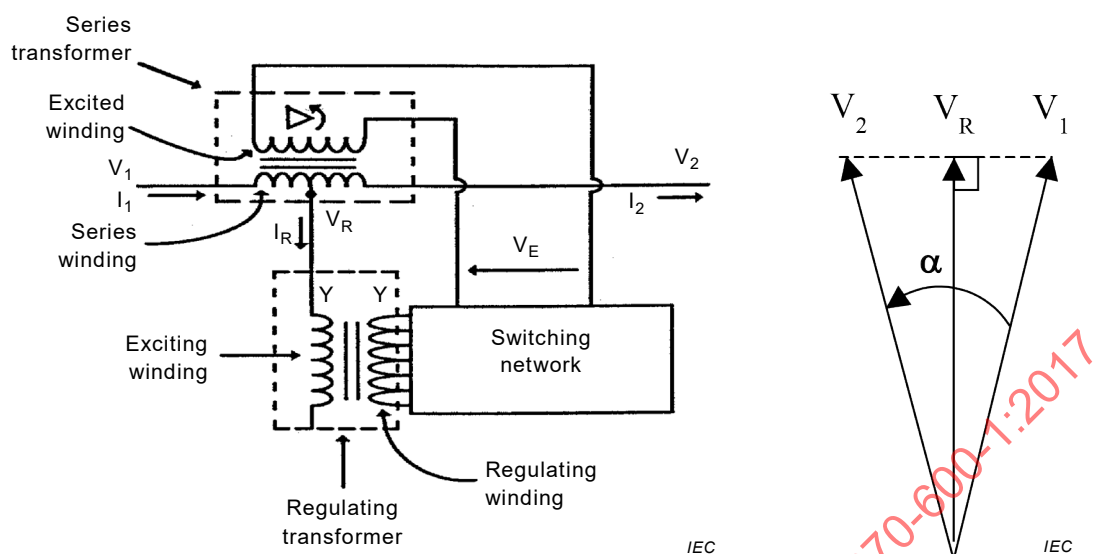 Series
transformer
Excited
winding
V1
I1
Series
winding
IR
VR
V2
I2
VE
Y Y
Exciting
winding
Switching
network
Regulating
winding
Regulating
transformer
IEC
V2 VR V1
α
70-600-1:2017
IEC